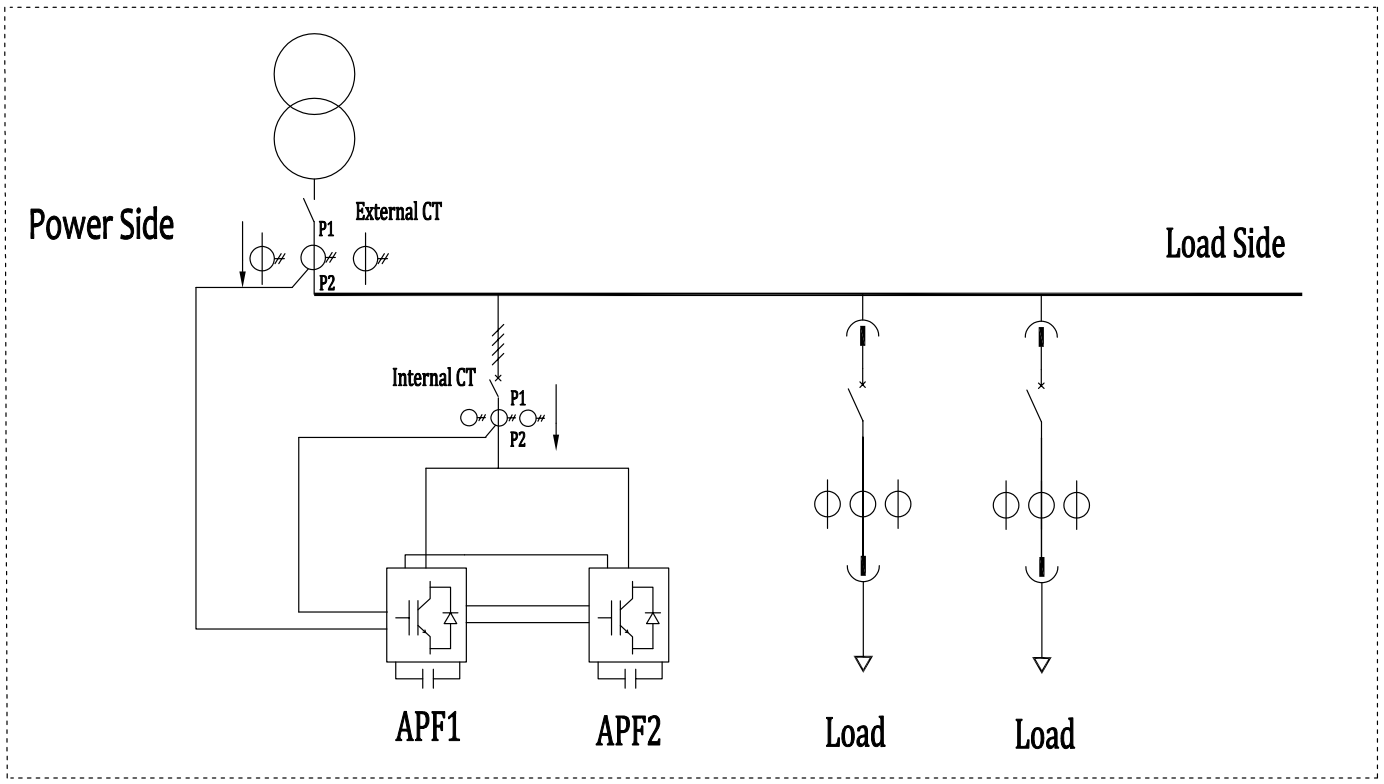 External CT
Power Side
P1
Load Side
P2
Internal CT
P1
P2
APF1
APF2
Load
Load